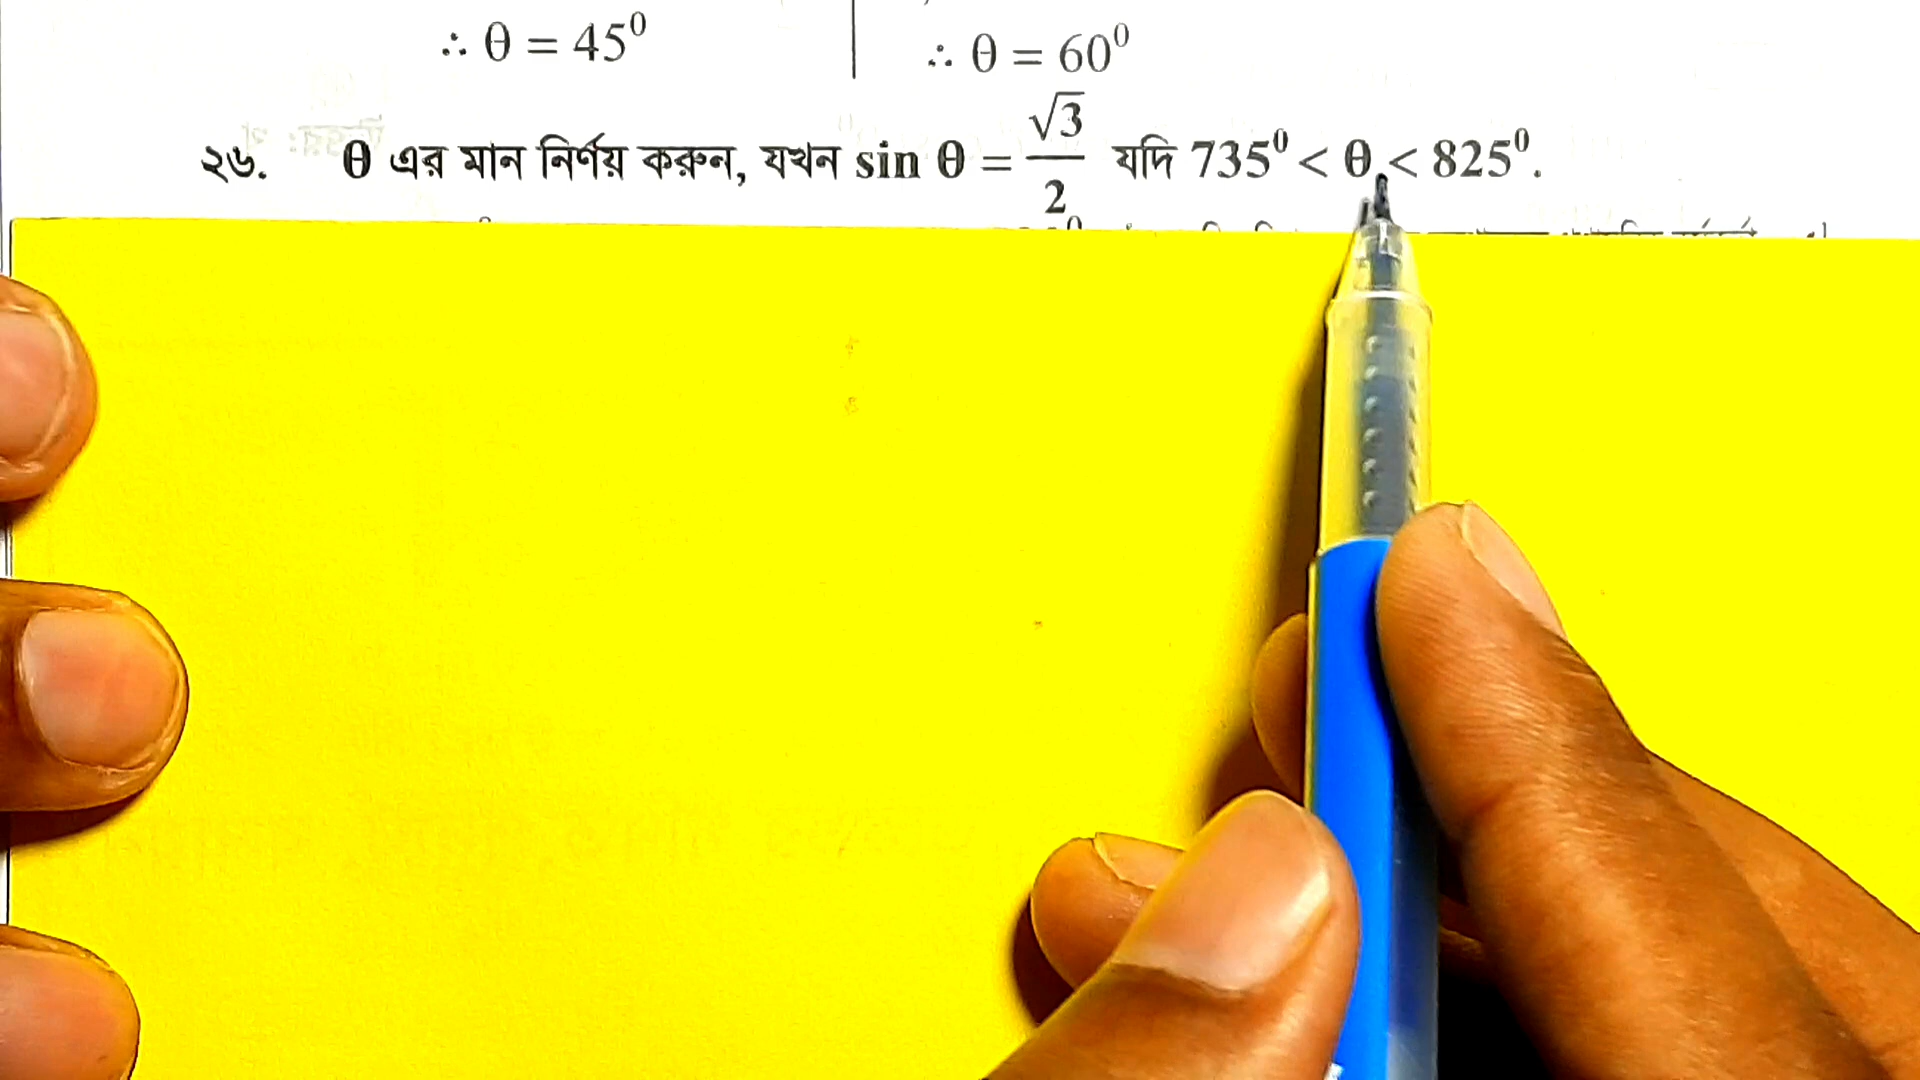 ∴ θ = 45⁰ ∴ θ = 60⁰
২৬. θ এর মান নির্ণয় করুন, যখন sin θ = √3/2 যদি 735⁰ < θ < 825⁰.